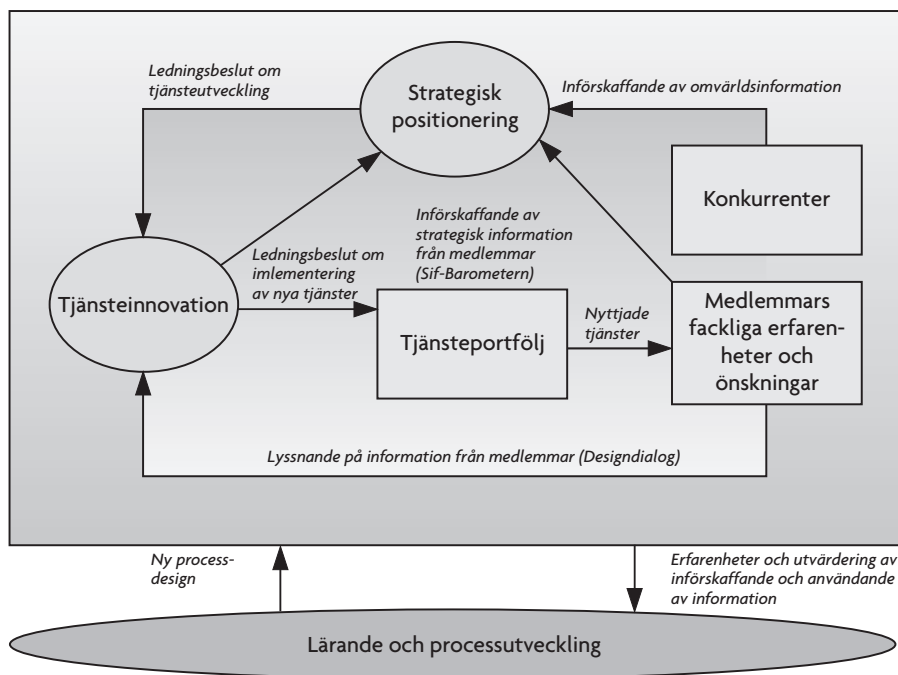 Ledningsbeslut om
tjänsteutveckling
Strategisk
positionering
Införskaffande av omvärldsinformation
Konkurrenter
Införskaffande av
strategisk information
från medlemmar
(Sif-Barometern)
Ledningsbeslut om
imlementering
av nya tjänster
Tjänsteinnovation
Tjänsteportfölj
Nyttjade
tjänster
Medlemmars
fackliga erfaren-
heter och
önskningar
Lyssnande på information från medlemmar (Designdialog)
Ny process-
design
Erfarenheter och utvärdering av
införskaffande och användande
av information
Lärande och processutveckling